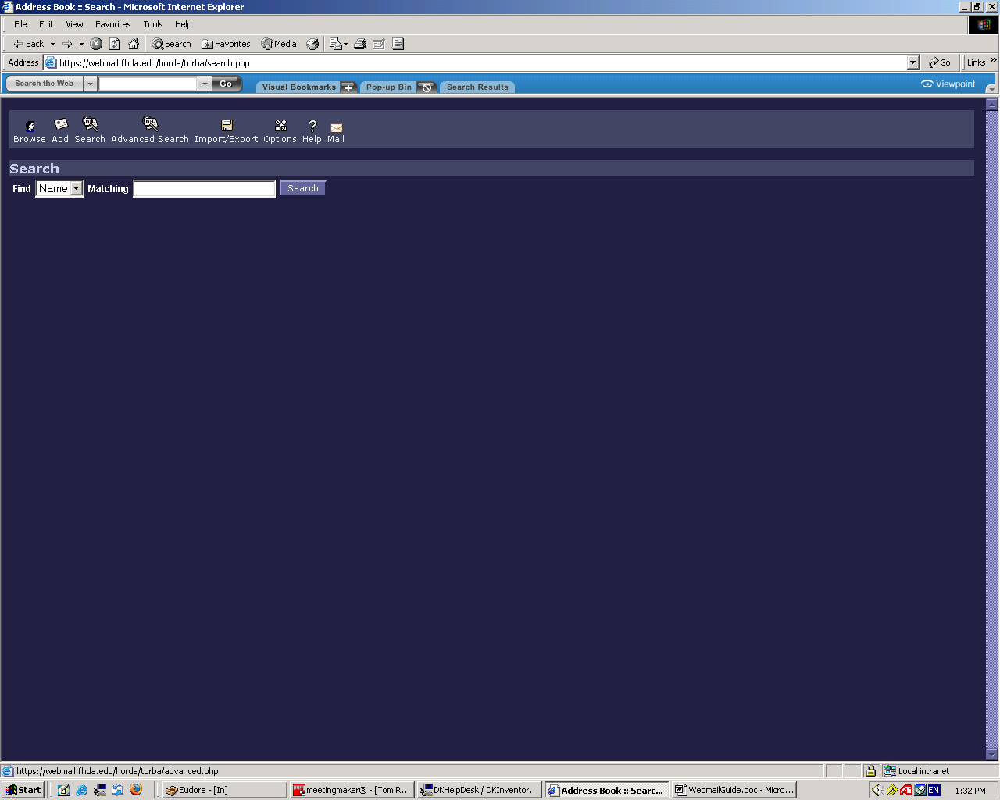 Address Book :: Search - Microsoft Internet Explorer
File Edit View Favorites Tools Help
Back Search Favorites Media
Address https://webmail.fhda.edu/horde/turba/search.php Go Links »
Search the Web Go Visual Bookmarks Pop-up Bin Search Results Viewpoint
Browse Add Search Advanced Search Import/Export Options Help Mail
Search
Find Name Matching Search
https://webmail.fhda.edu/horde/turba/advanced.php Local intranet
Start Eudora - [In] meetingmaker® - [Tom R... DKHelpDesk / DKInventor... Address Book :: Searc... WebmailGuide.doc - Micro... EN 1:32 PM